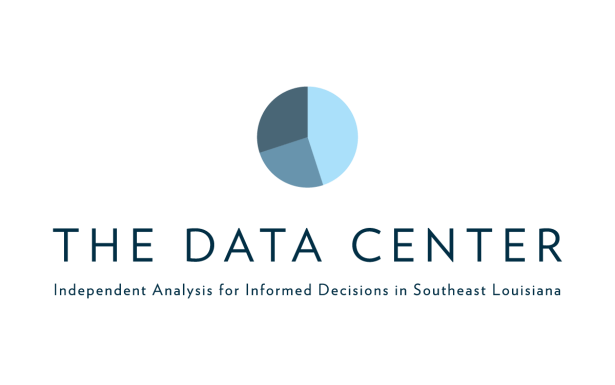 THE DATA CENTER
Independent Analysis for Informed Decisions in Southeast Louisiana